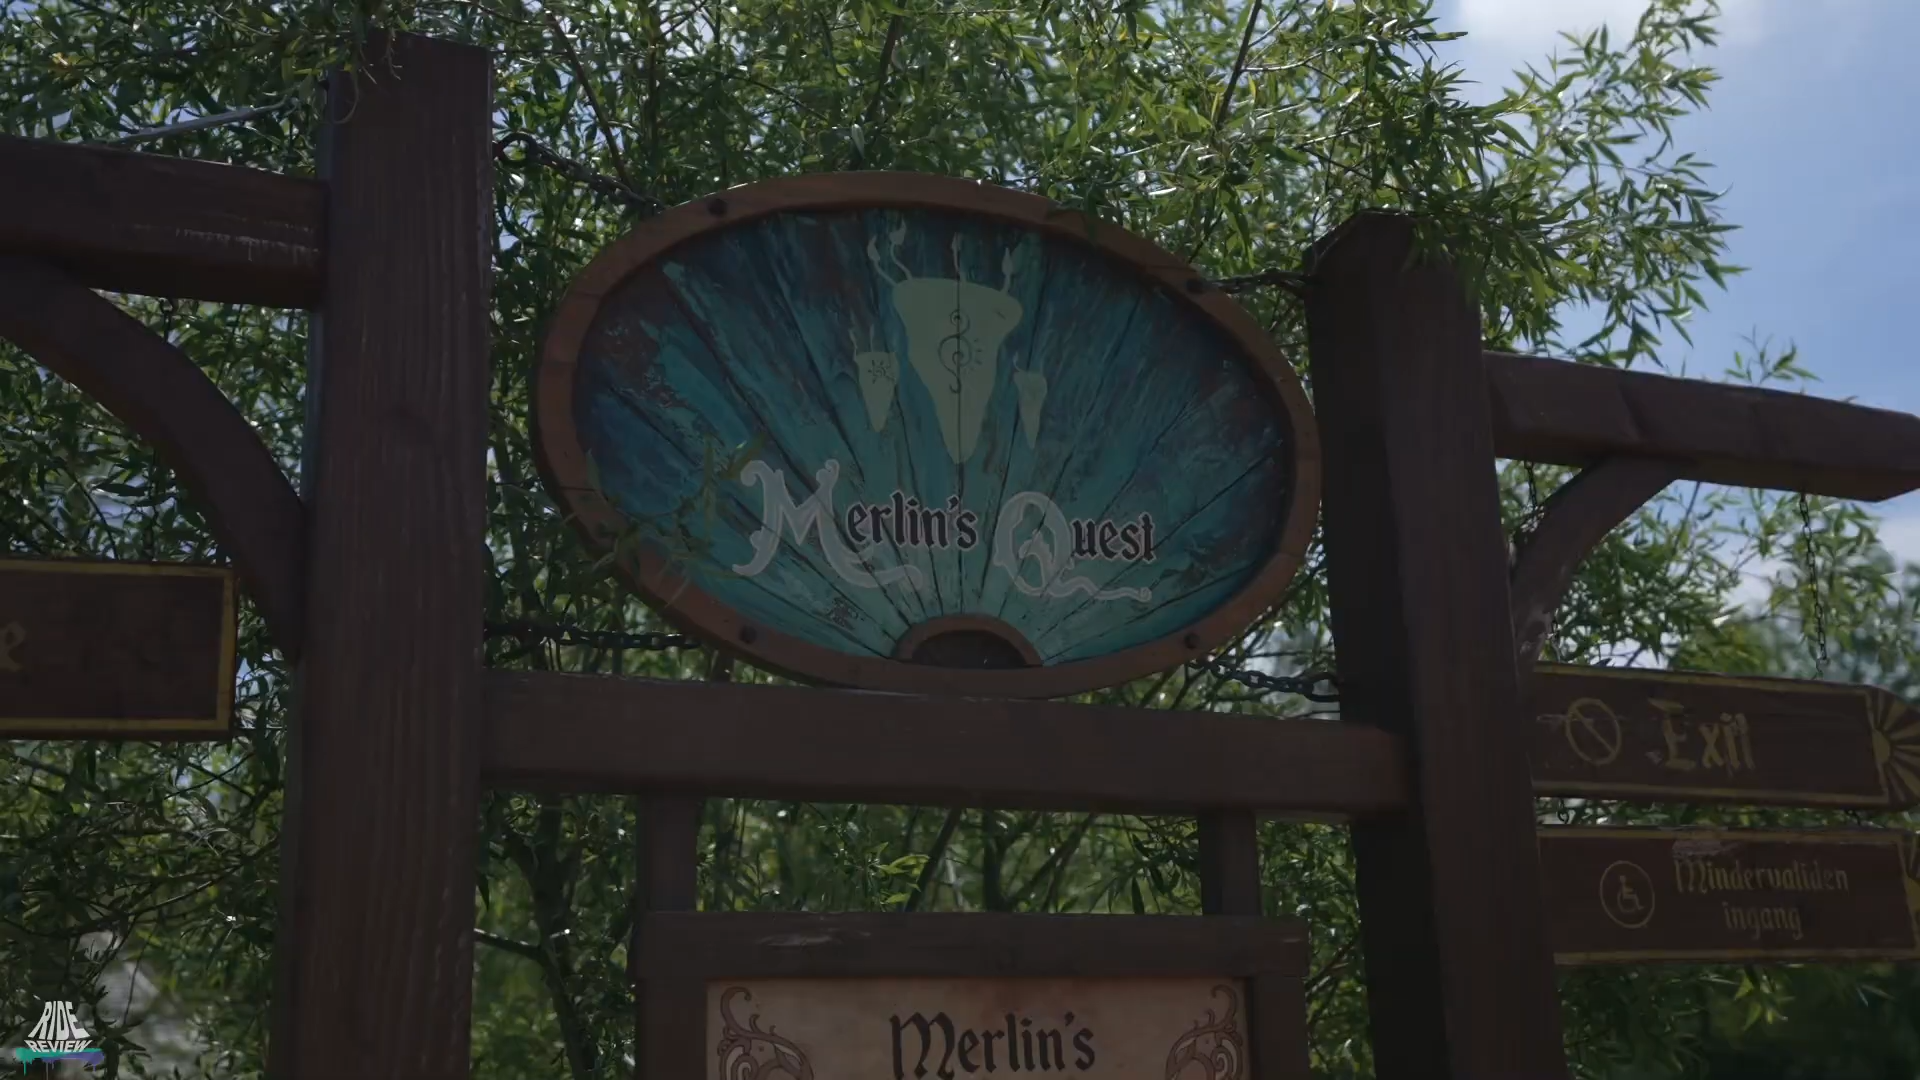 Merlin's Quest
Exit
Mindervaliden
ingang
Merlin's
RIDE
REVIEW